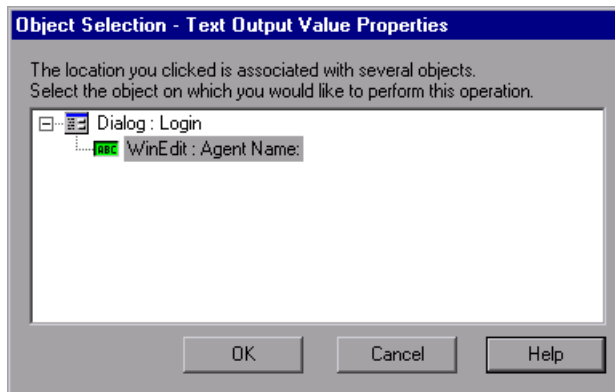 Object Selection - Text Output Value Properties
The location you clicked is associated with several objects.
Select the object on which you would like to perform this operation.
Dialog : Login
ABC WinEdit : Agent Name:
OK Cancel Help